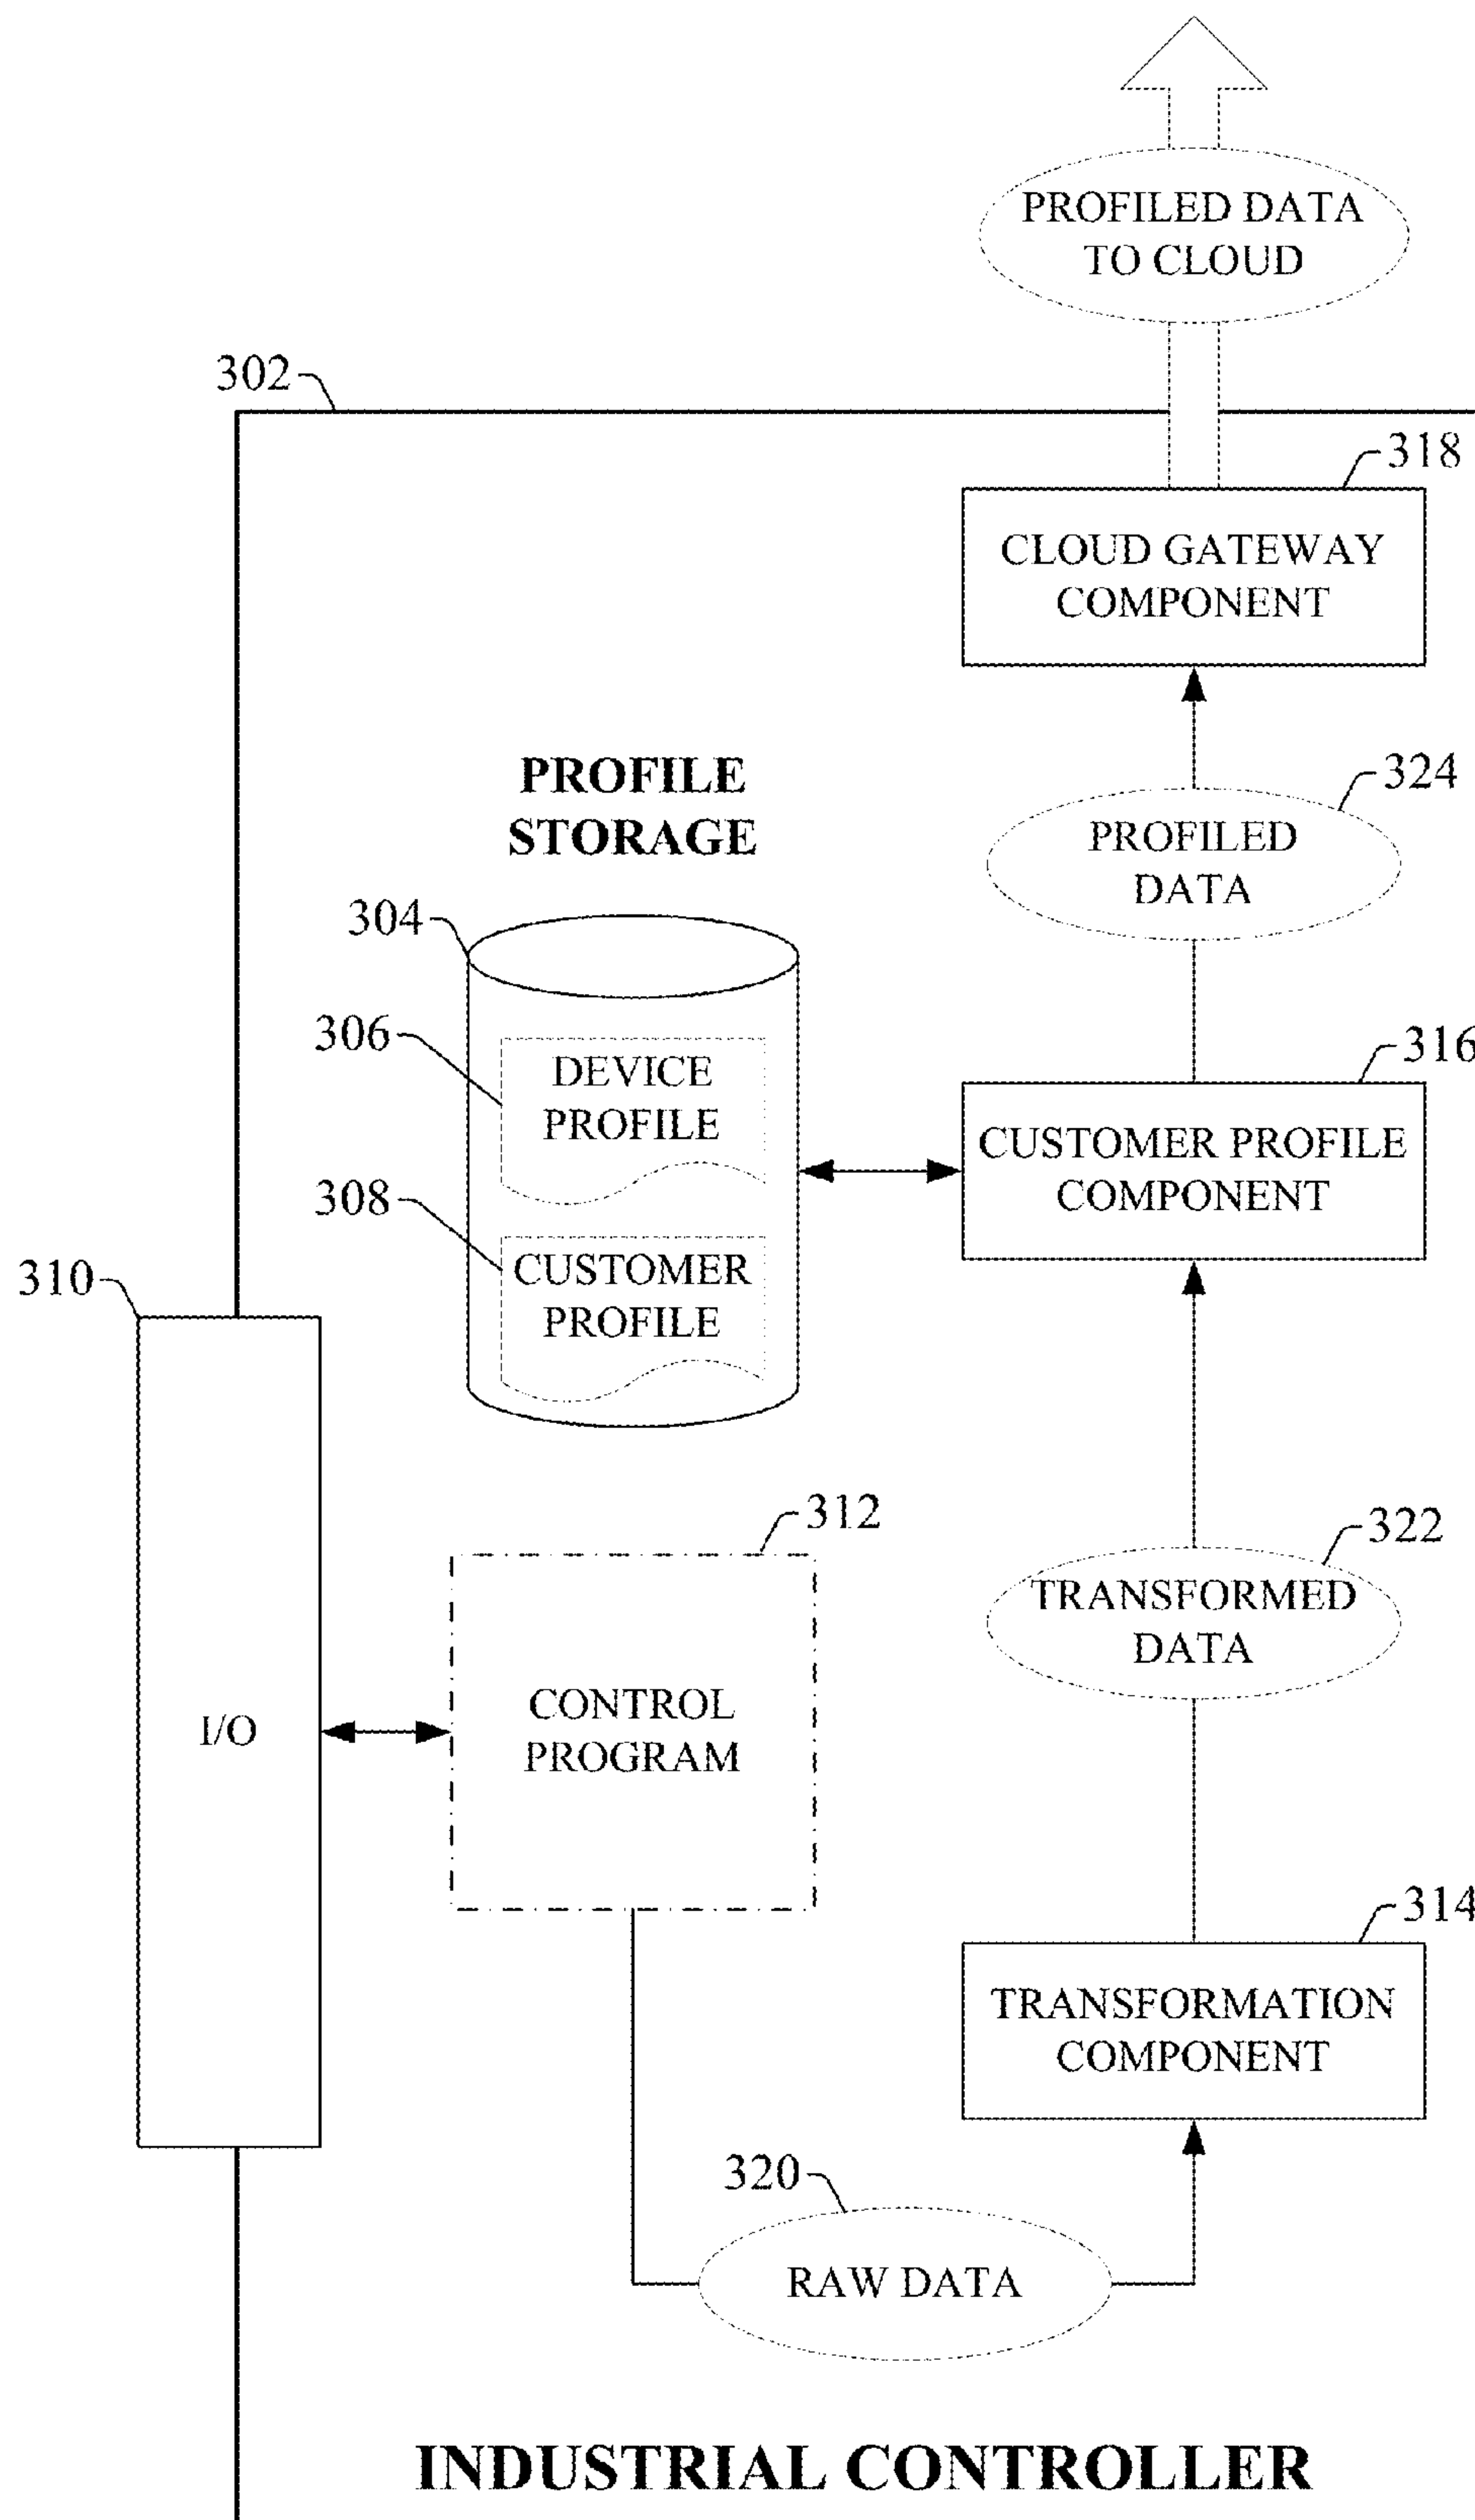 PROFILED DATA
TO CLOUD
302
318
CLOUD GATEWAY
COMPONENT
PROFILE
STORAGE
324
PROFILED
DATA
304
306
DEVICE
PROFILE
316
CUSTOMER PROFILE
COMPONENT
308
CUSTOMER
PROFILE
310
I/O
312
CONTROL
PROGRAM
322
TRANSFORMED
DATA
314
TRANSFORMATION
COMPONENT
320
RAW DATA
INDUSTRIAL CONTROLLER